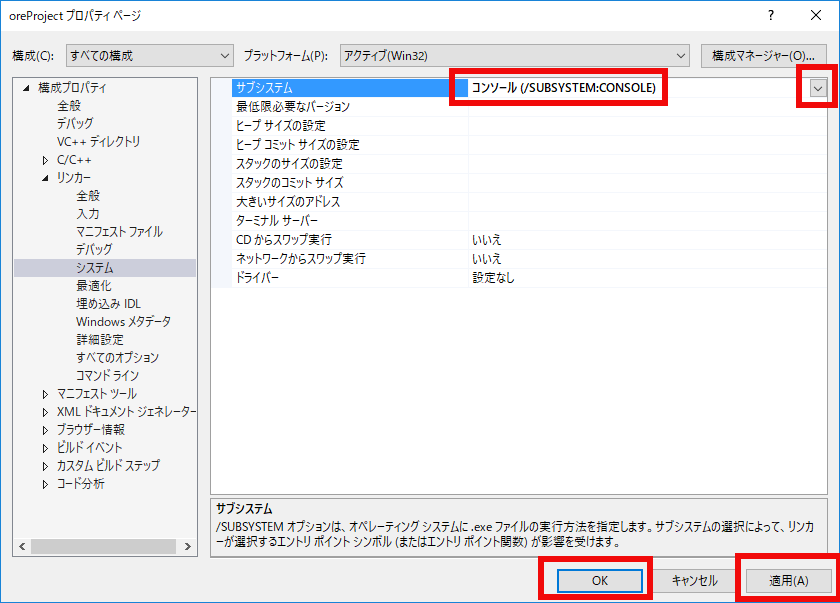 oreProject プロパティ ページ
?
構成(C): すべての構成 プラットフォーム(P): アクティブ(Win32) 構成マネージャー(O)...
構成プロパティ
全般
デバッグ
VC++ ディレクトリ
C/C++
リンカー
全般
入力
マニフェスト ファイル
デバッグ
システム
最適化
埋め込み IDL
Windows メタデータ
詳細設定
すべてのオプション
コマンド ライン
マニフェスト ツール
XML ドキュメント ジェネレーター
ブラウザー情報
ビルド イベント
カスタム ビルド ステップ
コード分析
サブシステム コンソール (/SUBSYSTEM:CONSOLE)
最低限必要なバージョン
ヒープ サイズの設定
ヒープ コミット サイズの設定
スタックのサイズの設定
スタックのコミット サイズ
大きいサイズのアドレス
ターミナル サーバー
CD からスワップ実行 いいえ
ネットワークからスワップ実行 いいえ
ドライバー 設定なし
サブシステム
/SUBSYSTEM オプションは、オペレーティング システムに .exe ファイルの実行方法を指定します。サブシステムの選択によって、リンカ
ーが選択するエントリ ポイント シンボル (またはエントリ ポイント関数) が影響を受けます。
OK キャンセル 適用(A)